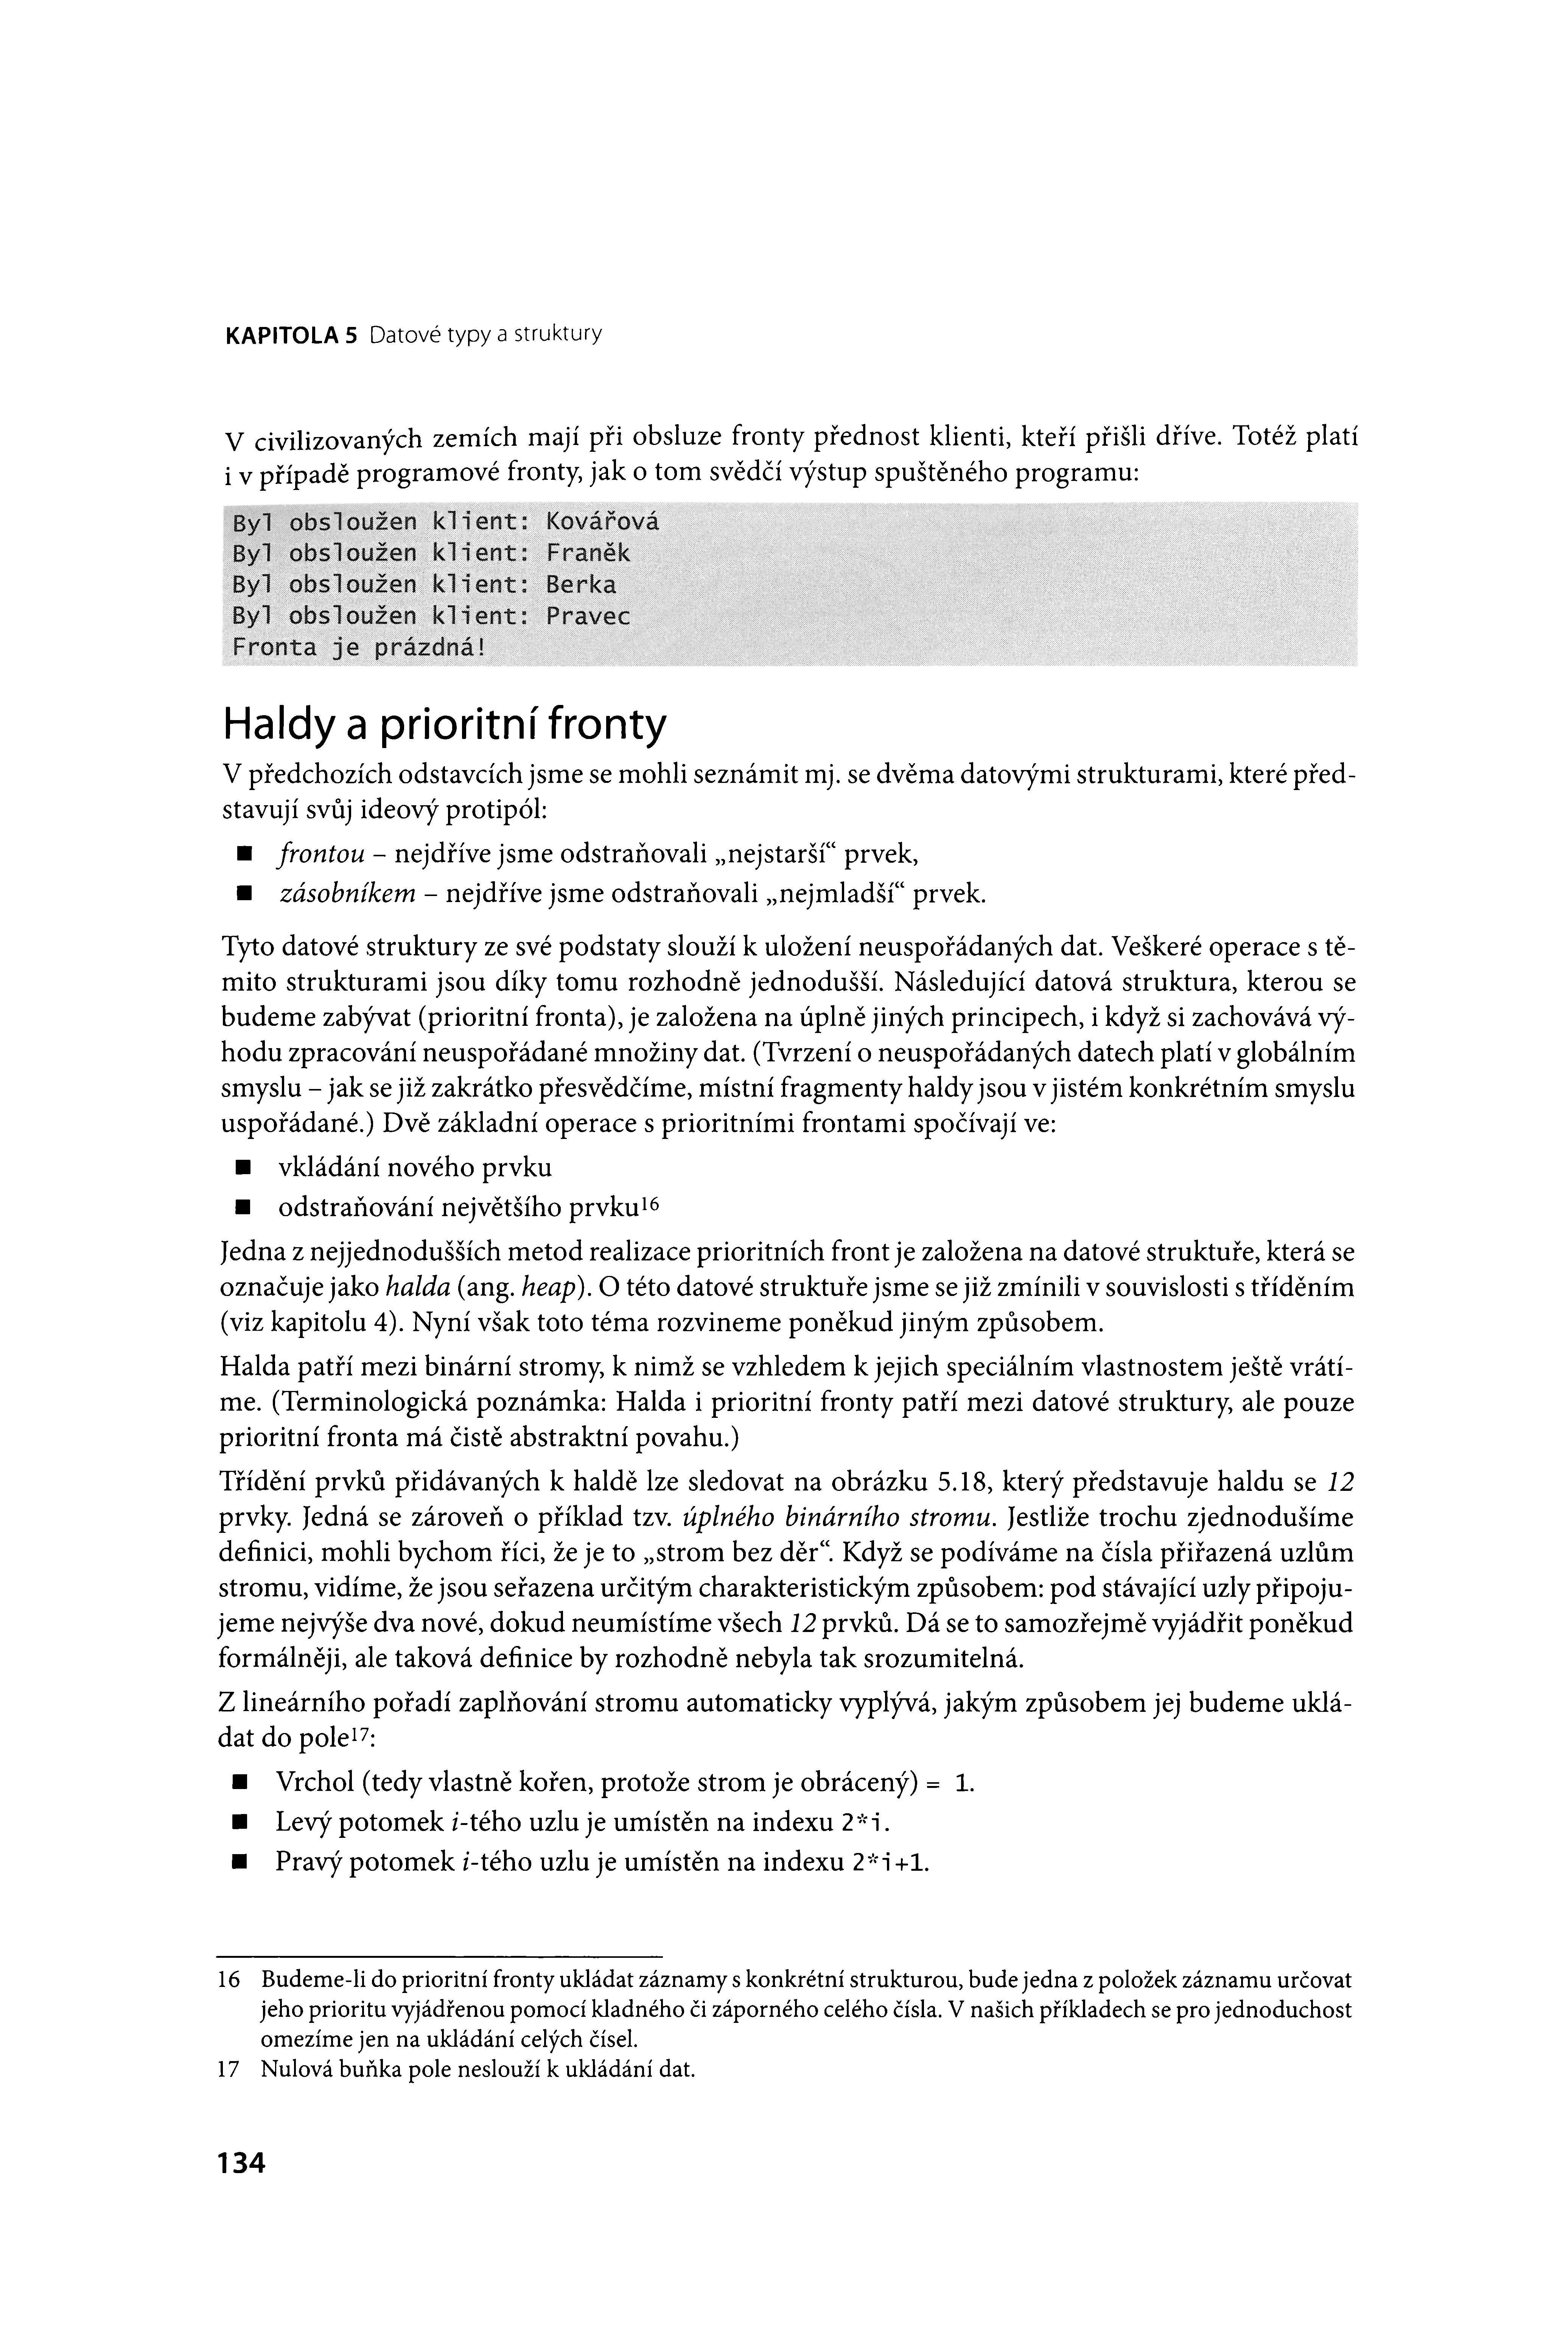 KAPITOLA 5 Datové typy a struktury
V civilizovaných zemích mají při obsluze fronty přednost klienti, kteří přišli dříve. Totéž platí
i v případě programové fronty, jak o tom svědčí výstup spuštěného programu:
Byl obsloužen klient: Kovářová
Byl obsloužen klient: Franěk
Byl obsloužen klient: Berka
Byl obsloužen klient: Pravec
Fronta je prázdná!
Haldy a prioritní fronty
V předchozích odstavcích jsme se mohli seznámit mj. se dvěma datovými strukturami, které před-
stavují svůj ideový protipól:
■ frontou – nejdříve jsme odstraňovali „nejstarší“ prvek,
■ zásobníkem – nejdříve jsme odstraňovali „nejmladší“ prvek.
Tyto datové struktury ze své podstaty slouží k uložení neuspořádaných dat. Veškeré operace s tě-
mito strukturami jsou díky tomu rozhodně jednodušší. Následující datová struktura, kterou se
budeme zabývat (prioritní fronta), je založena na úplně jiných principech, i když si zachovává vý-
hodu zpracování neuspořádané množiny dat. (Tvrzení o neuspořádaných datech platí v globálním
smyslu – jak se již zakrátko přesvědčíme, místní fragmenty haldy jsou v jistém konkrétním smyslu
uspořádané.) Dvě základní operace s prioritními frontami spočívají ve:
■ vkládání nového prvku
■ odstraňování největšího prvku16
Jedna z nejjednodušších metod realizace prioritních front je založena na datové struktuře, která se
označuje jako halda (ang. heap). O této datové struktuře jsme se již zmínili v souvislosti s tříděním
(viz kapitolu 4). Nyní však toto téma rozvineme poněkud jiným způsobem.
Halda patří mezi binární stromy, k nimž se vzhledem k jejich speciálním vlastnostem ještě vrátí-
me. (Terminologická poznámka: Halda i prioritní fronty patří mezi datové struktury, ale pouze
prioritní fronta má čistě abstraktní povahu.)
Třídění prvků přidávaných k haldě lze sledovat na obrázku 5.18, který představuje haldu se 12
prvky. Jedná se zároveň o příklad tzv. úplného binárního stromu. Jestliže trochu zjednodušíme
definici, mohli bychom říci, že je to „strom bez děr“. Když se podíváme na čísla přiřazená uzlům
stromu, vidíme, že jsou seřazena určitým charakteristickým způsobem: pod stávající uzly připoju-
jeme nejvýše dva nové, dokud neumístíme všech 12 prvků. Dá se to samozřejmě vyjádřit poněkud
formálněji, ale taková definice by rozhodně nebyla tak srozumitelná.
Z lineárního pořadí zaplňování stromu automaticky vyplývá, jakým způsobem jej budeme uklá-
dat do pole17:
■ Vrchol (tedy vlastně kořen, protože strom je obrácený) = 1.
■ Levý potomek i-tého uzlu je umístěn na indexu 2*i.
■ Pravý potomek i-tého uzlu je umístěn na indexu 2*i+1.
16 Budeme-li do prioritní fronty ukládat záznamy s konkrétní strukturou, bude jedna z položek záznamu určovat
jeho prioritu vyjádřenou pomocí kladného či záporného celého čísla. V našich příkladech se pro jednoduchost
omezíme jen na ukládání celých čísel.
17 Nulová buňka pole neslouží k ukládání dat.
134